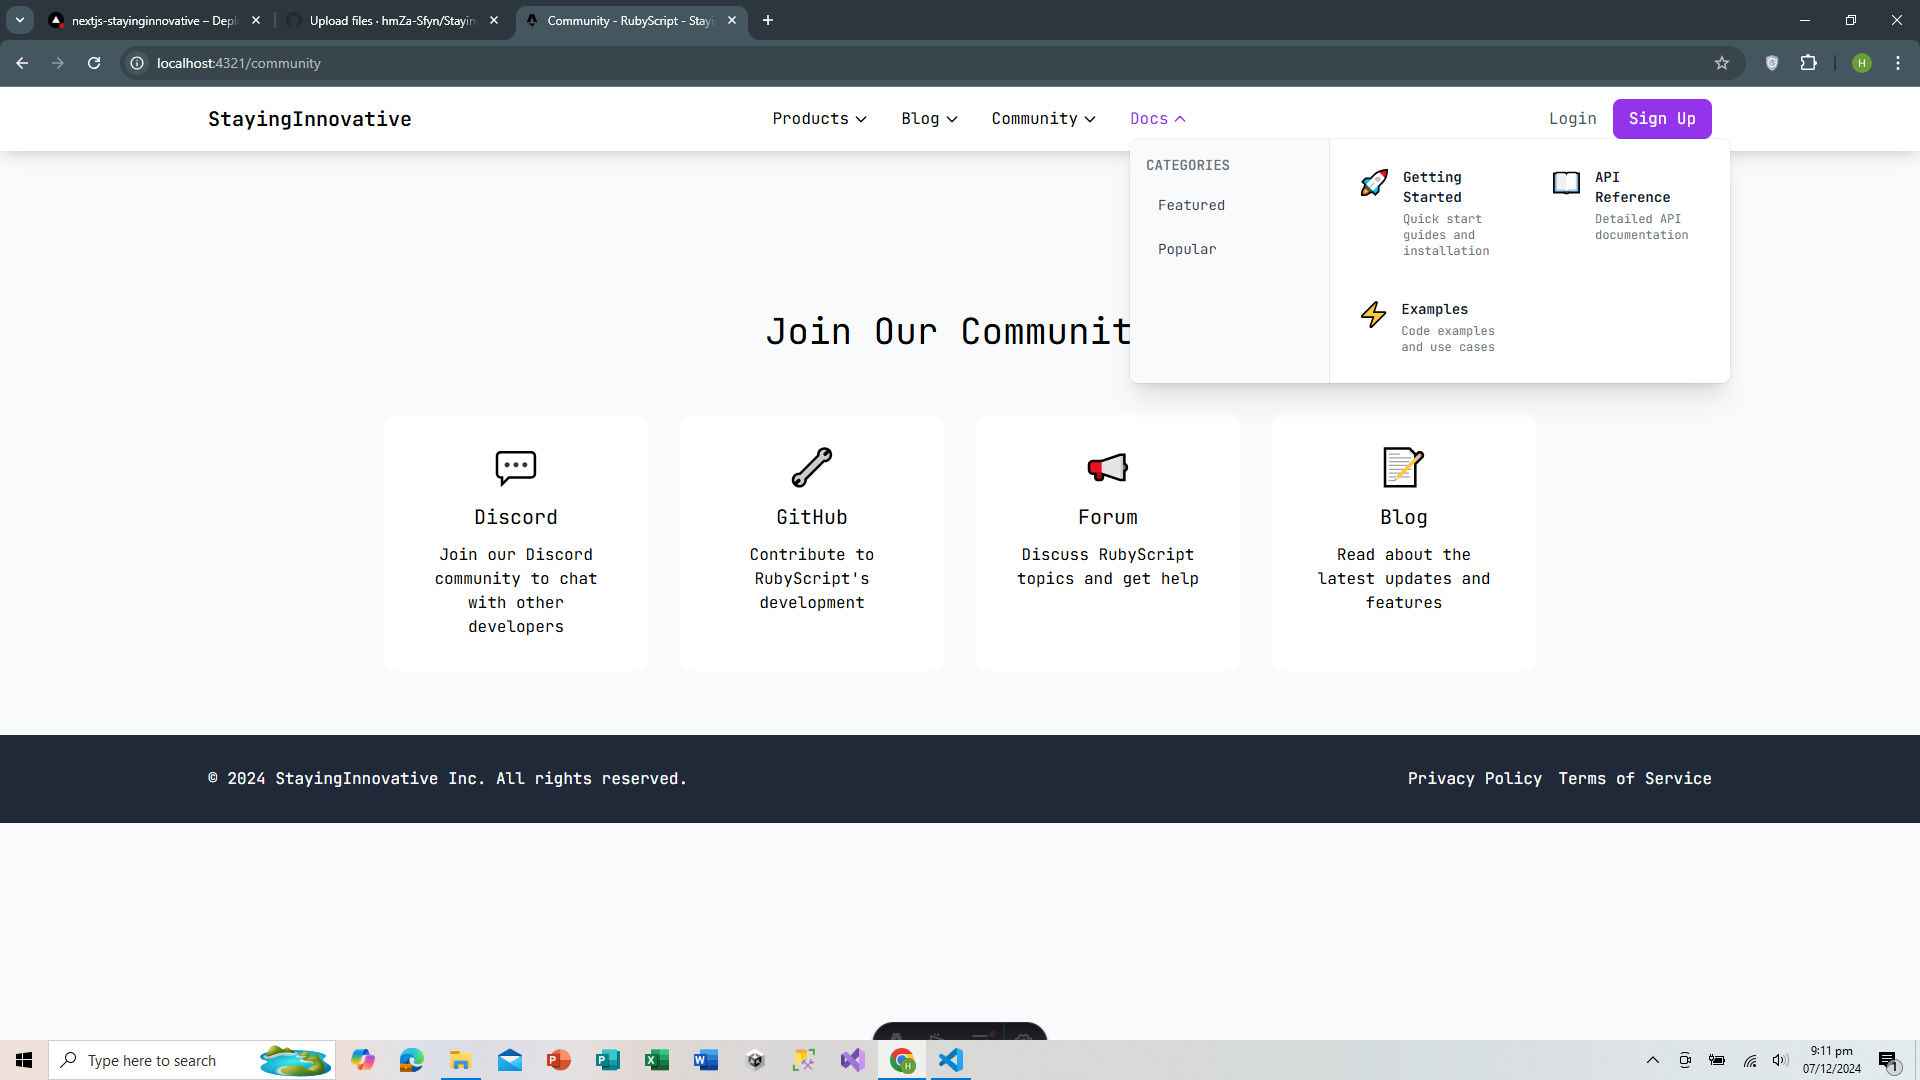 nextjs-stayinginnovative – Depl
Upload files · hmZa-Sfyn/Stayin
Community - RubyScript - Stayi
localhost:4321/community
H
StayingInnovative
Products
Blog
Community
Docs
Login
Sign Up
CATEGORIES
Featured
Popular
Getting
Started
Quick start
guides and
installation
API
Reference
Detailed API
documentation
Examples
Code examples
and use cases
Join Our Communit
Discord
Join our Discord
community to chat
with other
developers
GitHub
Contribute to
RubyScript's
development
Forum
Discuss RubyScript
topics and get help
Blog
Read about the
latest updates and
features
© 2024 StayingInnovative Inc. All rights reserved.
Privacy Policy Terms of Service
Type here to search
9:11 pm
07/12/2024
1